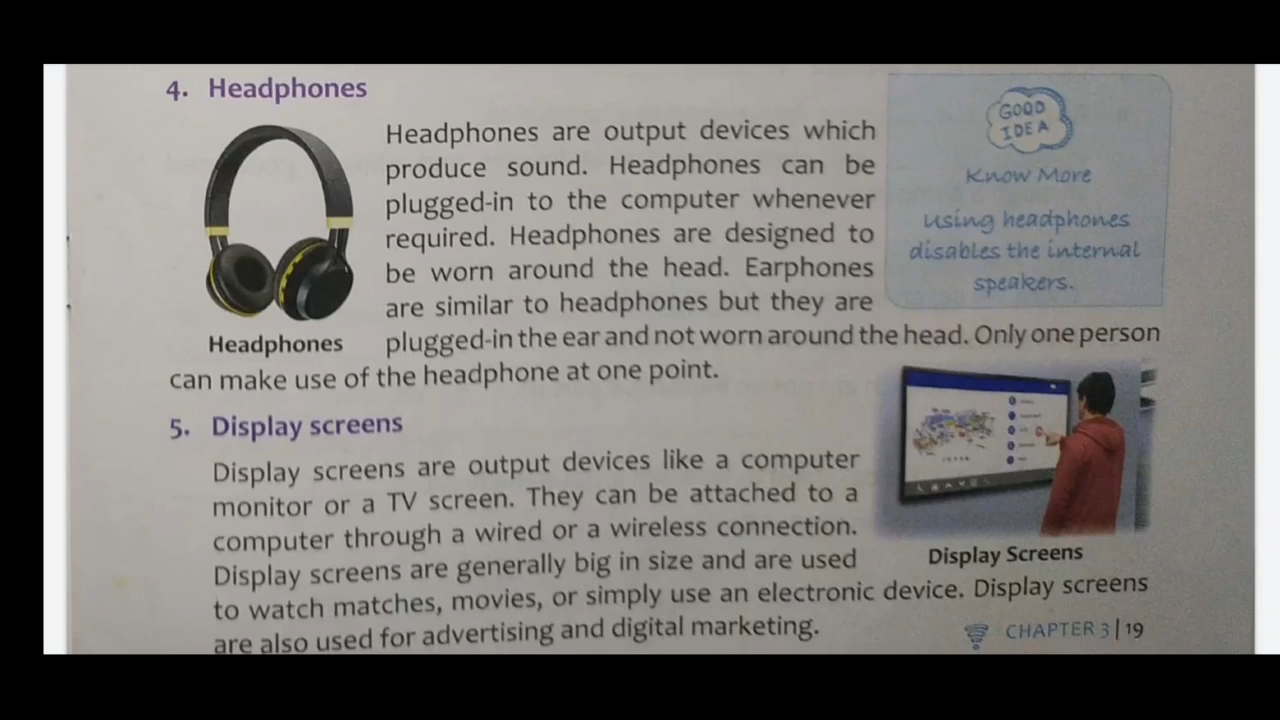 4. Headphones
Headphones are output devices which
produce sound. Headphones can be
plugged-in to the computer whenever
required. Headphones are designed to
be worn around the head. Earphones
are similar to headphones but they are
plugged-in the ear and not worn around the head. Only one person
can make use of the headphone at one point.
Headphones
GOOD
IDEA
Know More
Using headphones
disables the internal
speakers.
5. Display screens
Display screens are output devices like a computer
monitor or a TV screen. They can be attached to a
computer through a wired or a wireless connection.
Display screens are generally big in size and are used
to watch matches, movies, or simply use an electronic device. Display screens
are also used for advertising and digital marketing.
Display Screens
CHAPTER 3 | 19